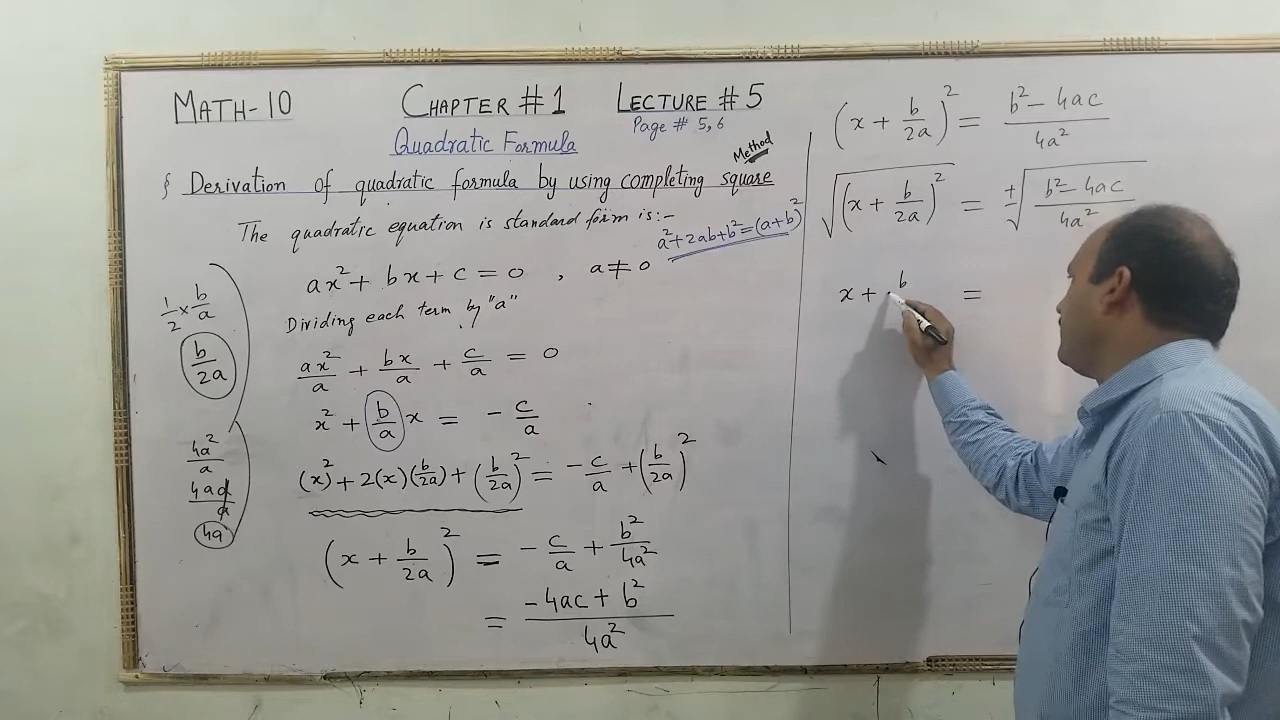 MATH-10 CHAPTER #1 LECTURE #5
Page # 5,6
Quadratic Formula
Method
§ Derivation of quadratic formula by using completing square
The quadratic equation is standard form is:-
a²+2ab+b²=(a+b)²
ax² + bx + c = 0 , a ≠ 0
Dividing each term by "a"
ax²/a + bx/a + c/a = 0
x² + b/a x = - c/a
(x)² + 2(x)(b/2a) + (b/2a)² = - c/a + (b/2a)²
(x + b/2a)² = - c/a + b²/4a²
= (-4ac + b²)/4a²
1/2 × b/a
b/2a
4a²/a
4aa/a
4a
(x + b/2a)² = (b² - 4ac)/4a²
√(x + b/2a)² = ±√(b² - 4ac)/4a²
x + b =